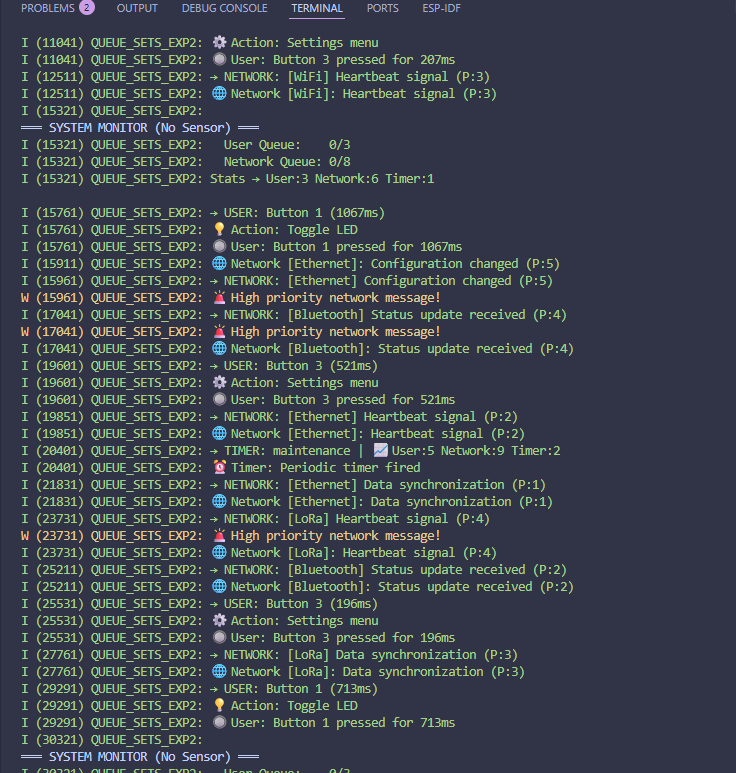 PROBLEMS 2 OUTPUT DEBUG CONSOLE TERMINAL PORTS ESP-IDF
I (11041) QUEUE_SETS_EXP2: ⚙️ Action: Settings menu
I (11041) QUEUE_SETS_EXP2: 🔘 User: Button 3 pressed for 207ms
I (12511) QUEUE_SETS_EXP2: → NETWORK: [WiFi] Heartbeat signal (P:3)
I (12511) QUEUE_SETS_EXP2: 🌐 Network [WiFi]: Heartbeat signal (P:3)
I (15321) QUEUE_SETS_EXP2:
═══ SYSTEM MONITOR (No Sensor) ═══
I (15321) QUEUE_SETS_EXP2:   User Queue:    0/3
I (15321) QUEUE_SETS_EXP2:   Network Queue: 0/8
I (15321) QUEUE_SETS_EXP2: Stats → User:3 Network:6 Timer:1
I (15761) QUEUE_SETS_EXP2: → USER: Button 1 (1067ms)
I (15761) QUEUE_SETS_EXP2: 💡 Action: Toggle LED
I (15761) QUEUE_SETS_EXP2: 🔘 User: Button 1 pressed for 1067ms
I (15911) QUEUE_SETS_EXP2: 🌐 Network [Ethernet]: Configuration changed (P:5)
I (15961) QUEUE_SETS_EXP2: → NETWORK: [Ethernet] Configuration changed (P:5)
W (15961) QUEUE_SETS_EXP2: 🚨 High priority network message!
I (17041) QUEUE_SETS_EXP2: → NETWORK: [Bluetooth] Status update received (P:4)
W (17041) QUEUE_SETS_EXP2: 🚨 High priority network message!
I (17041) QUEUE_SETS_EXP2: 🌐 Network [Bluetooth]: Status update received (P:4)
I (19601) QUEUE_SETS_EXP2: → USER: Button 3 (521ms)
I (19601) QUEUE_SETS_EXP2: ⚙️ Action: Settings menu
I (19601) QUEUE_SETS_EXP2: 🔘 User: Button 3 pressed for 521ms
I (19851) QUEUE_SETS_EXP2: → NETWORK: [Ethernet] Heartbeat signal (P:2)
I (19851) QUEUE_SETS_EXP2: 🌐 Network [Ethernet]: Heartbeat signal (P:2)
I (20401) QUEUE_SETS_EXP2: → TIMER: maintenance | 📈 User:5 Network:9 Timer:2
I (20401) QUEUE_SETS_EXP2: ⏰ Timer: Periodic timer fired
I (21831) QUEUE_SETS_EXP2: → NETWORK: [Ethernet] Data synchronization (P:1)
I (21831) QUEUE_SETS_EXP2: 🌐 Network [Ethernet]: Data synchronization (P:1)
I (23731) QUEUE_SETS_EXP2: → NETWORK: [LoRa] Heartbeat signal (P:4)
W (23731) QUEUE_SETS_EXP2: 🚨 High priority network message!
I (23731) QUEUE_SETS_EXP2: 🌐 Network [LoRa]: Heartbeat signal (P:4)
I (25211) QUEUE_SETS_EXP2: → NETWORK: [Bluetooth] Status update received (P:2)
I (25211) QUEUE_SETS_EXP2: 🌐 Network [Bluetooth]: Status update received (P:2)
I (25531) QUEUE_SETS_EXP2: → USER: Button 3 (196ms)
I (25531) QUEUE_SETS_EXP2: ⚙️ Action: Settings menu
I (25531) QUEUE_SETS_EXP2: 🔘 User: Button 3 pressed for 196ms
I (27761) QUEUE_SETS_EXP2: → NETWORK: [LoRa] Data synchronization (P:3)
I (27761) QUEUE_SETS_EXP2: 🌐 Network [LoRa]: Data synchronization (P:3)
I (29291) QUEUE_SETS_EXP2: → USER: Button 1 (713ms)
I (29291) QUEUE_SETS_EXP2: 💡 Action: Toggle LED
I (29291) QUEUE_SETS_EXP2: 🔘 User: Button 1 pressed for 713ms
I (30321) QUEUE_SETS_EXP2:
═══ SYSTEM MONITOR (No Sensor) ═══
I (30321) QUEUE_SETS_EXP2:   User Queue:    0/3